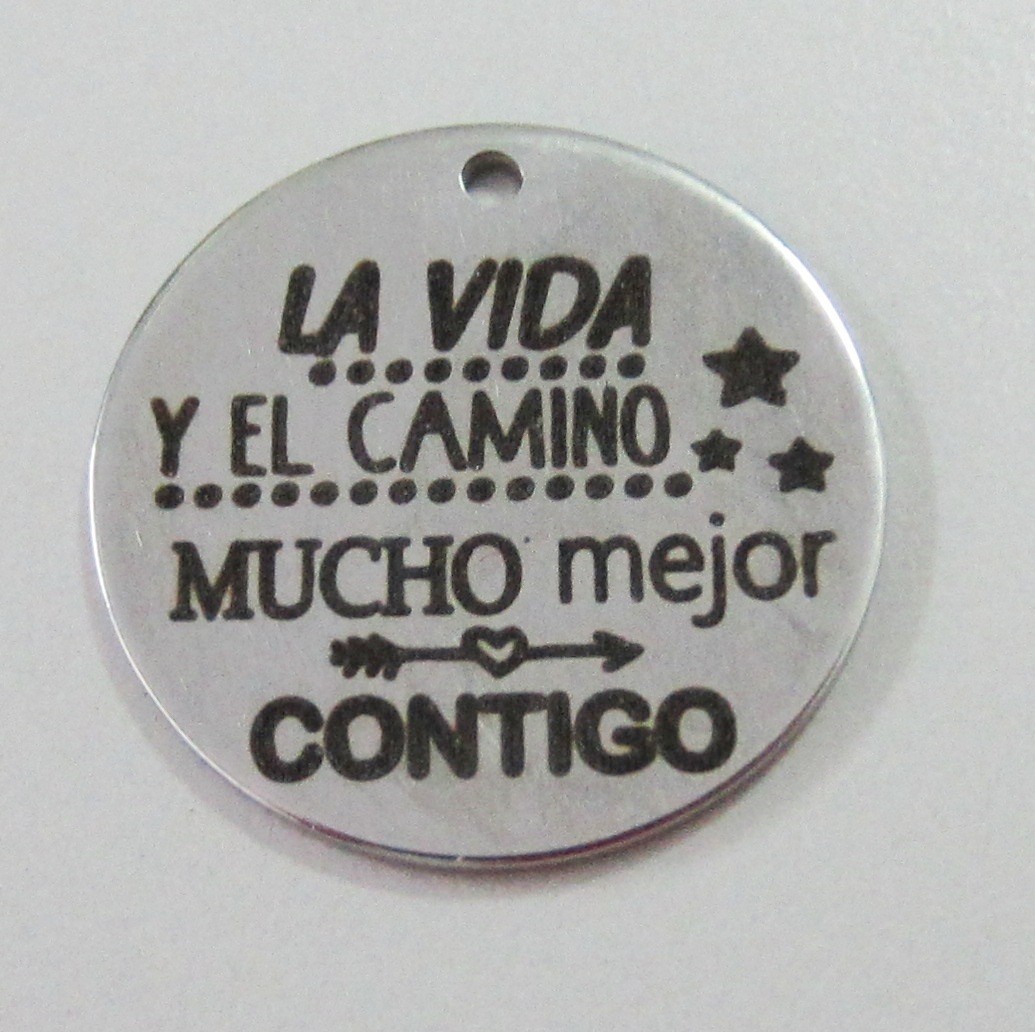 LA VIDA
Y EL CAMINO
MUCHO mejor
CONTIGO